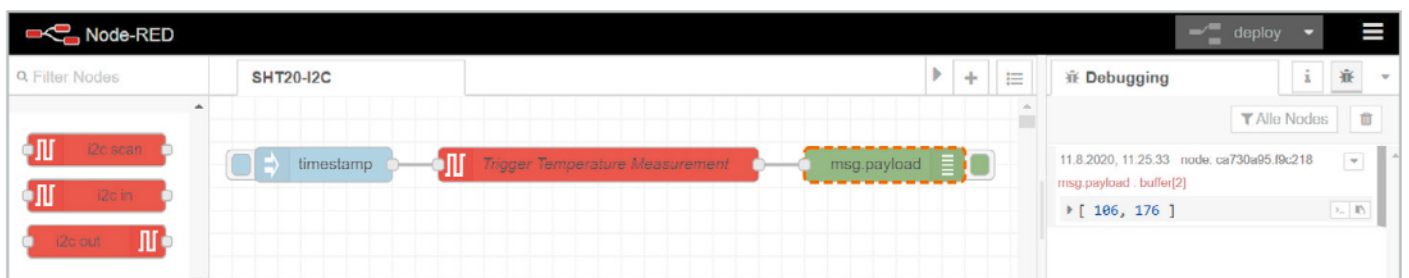 Node-RED
deploy
Filter Nodes
SHT20-I2C
Debugging
i
Alle Nodes
i2c scan
i2c in
i2c out
timestamp
Trigger Temperature Measurement
msg.payload
11.8.2020, 11.25.33 node: ca730a95.f9c218
msg.payload : buffer[2]
[ 106, 176 ]